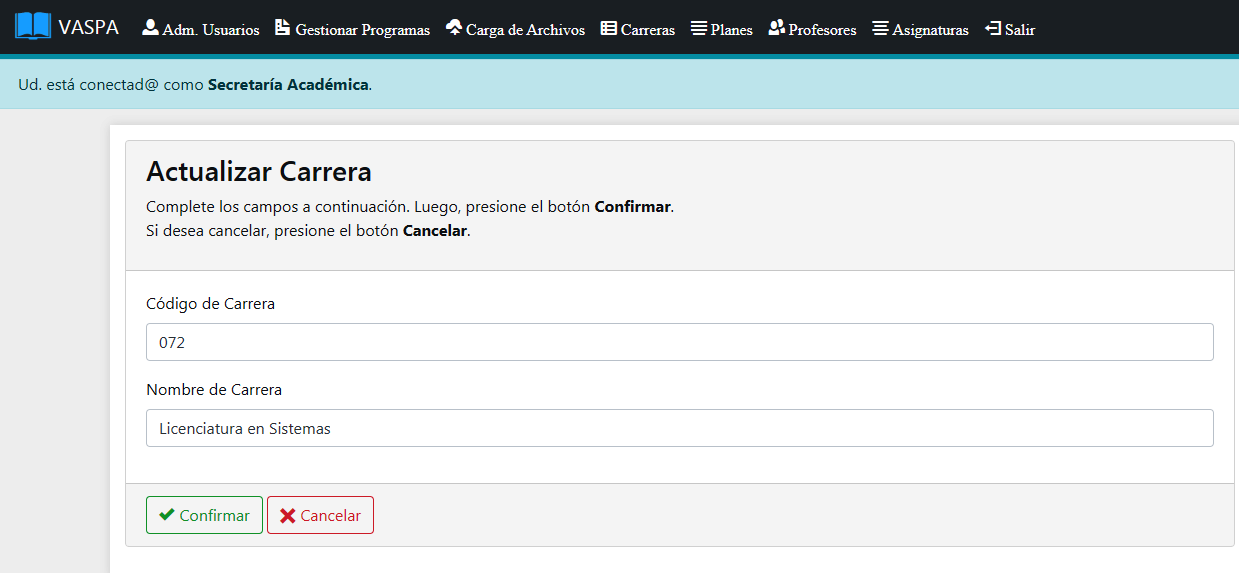 VASPA Adm. Usuarios Gestionar Programas Carga de Archivos Carreras Planes Profesores Asignaturas Salir
Ud. está conectad@ como Secretaría Académica.
Actualizar Carrera
Complete los campos a continuación. Luego, presione el botón Confirmar.
Si desea cancelar, presione el botón Cancelar.
Código de Carrera
072
Nombre de Carrera
Licenciatura en Sistemas
Confirmar Cancelar